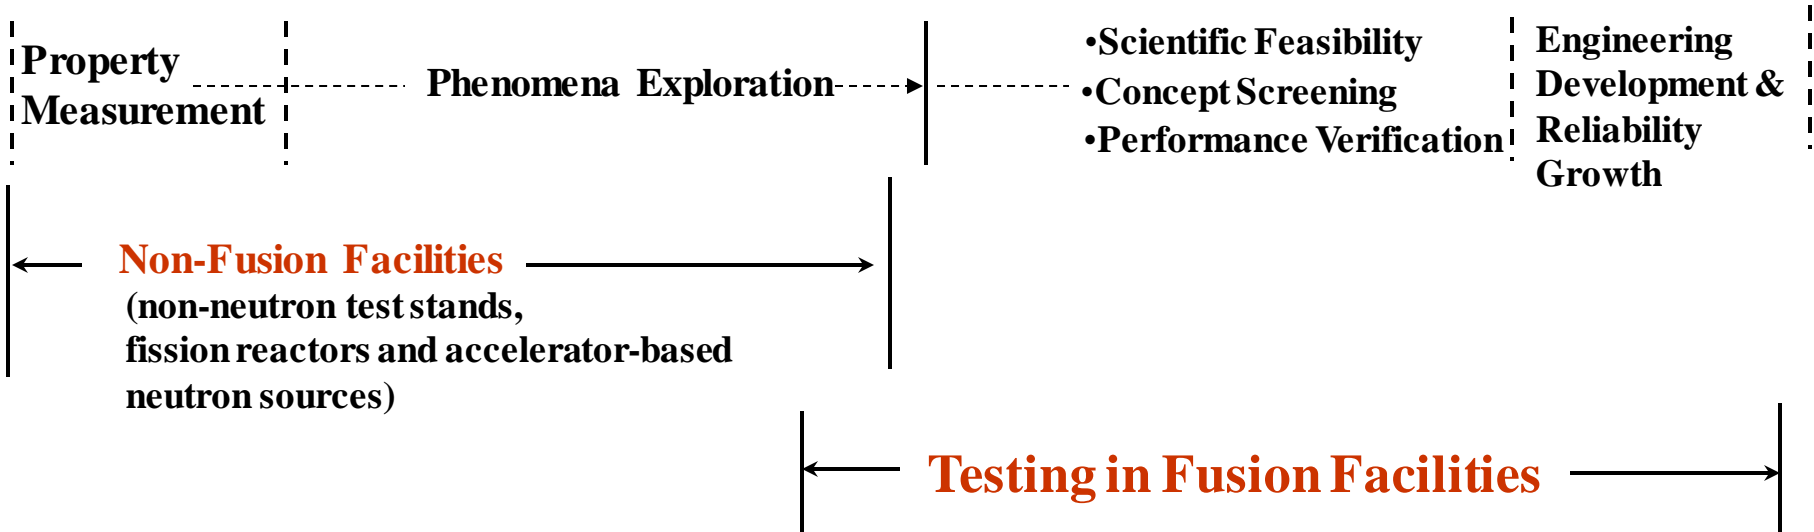 Property
Measurement
Phenomena Exploration
•Scientific Feasibility
•Concept Screening
•Performance Verification
Engineering
Development &
Reliability
Growth
Non-Fusion Facilities
(non-neutron test stands,
fission reactors and accelerator-based
neutron sources)
Testing in Fusion Facilities